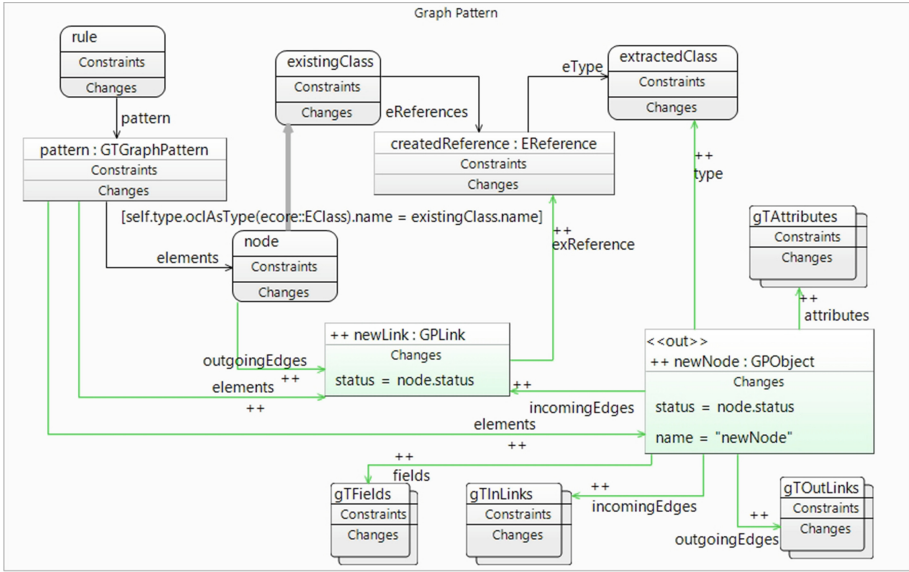 Graph Pattern
rule
Constraints
Changes
pattern
existingClass
Constraints
Changes
eReferences
eType
extractedClass
Constraints
Changes
pattern : GTGraphPattern
Constraints
Changes
createdReference : EReference
Constraints
Changes
++
type
[self.type.oclAsType(ecore::EClass).name = existingClass.name]
elements
node
Constraints
Changes
++
exReference
gTAttributes
Constraints
Changes
++
attributes
++ newLink : GPLink
Changes
status = node.status
outgoingEdges
++
elements
++
++
incomingEdges
elements
++
<<out>>
++ newNode : GPObject
Changes
status = node.status
name = "newNode"
++
fields
gTFields
Constraints
Changes
gTInLinks
Constraints
Changes
++
incomingEdges
++
outgoingEdges
gTOutLinks
Constraints
Changes